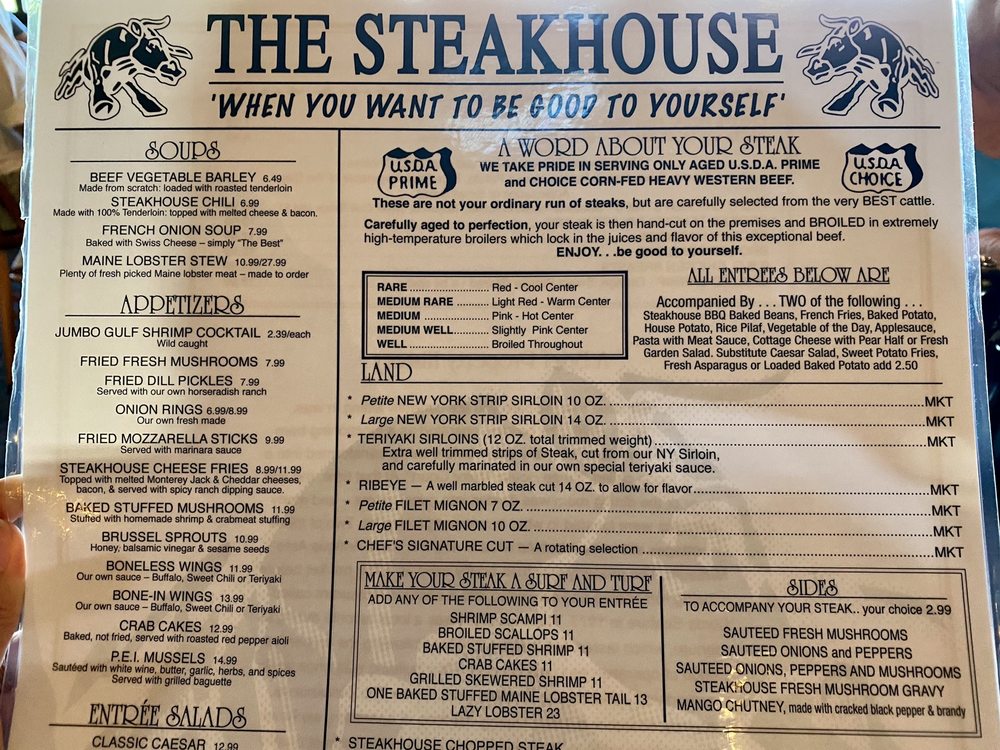 THE STEAKHOUSE
'WHEN YOU WANT TO BE GOOD TO YOURSELF'
SOUPS
BEEF VEGETABLE BARLEY 6.49
Made from scratch: loaded with roasted tenderloin
STEAKHOUSE CHILI 6.99
Made with 100% Tenderloin: topped with melted cheese & bacon.
FRENCH ONION SOUP 7.99
Baked with Swiss Cheese – simply "The Best"
MAINE LOBSTER STEW 10.99/27.99
Plenty of fresh picked Maine lobster meat – made to order
APPETIZERS
JUMBO GULF SHRIMP COCKTAIL 2.39/each
Wild caught
FRIED FRESH MUSHROOMS 7.99
FRIED DILL PICKLES 7.99
Served with our own horseradish ranch
ONION RINGS 6.99/8.99
Our own fresh made
FRIED MOZZARELLA STICKS 9.99
Served with marinara sauce
STEAKHOUSE CHEESE FRIES 8.99/11.99
Topped with melted Monterey Jack & Cheddar cheeses,
bacon, & served with spicy ranch dipping sauce.
BAKED STUFFED MUSHROOMS 11.99
Stuffed with homemade shrimp & crabmeat stuffing
BRUSSEL SPROUTS 10.99
Honey, balsamic vinegar & sesame seeds
BONELESS WINGS 11.99
Our own sauce – Buffalo, Sweet Chili or Teriyaki
BONE-IN WINGS 13.99
Our own sauce – Buffalo, Sweet Chili or Teriyaki
CRAB CAKES 12.99
Baked, not fried, served with roasted red pepper aioli
P.E.I. MUSSELS 14.99
Sautéed with white wine, butter, garlic, herbs, and spices
Served with grilled baguette
ENTRÉE SALADS
CLASSIC CAESAR 12.99
U.S.D.A.
PRIME
A WORD ABOUT YOUR STEAK
WE TAKE PRIDE IN SERVING ONLY AGED U.S.D.A. PRIME
and CHOICE CORN-FED HEAVY WESTERN BEEF.
U.S.D.A.
CHOICE
These are not your ordinary run of steaks, but are carefully selected from the very BEST cattle.
Carefully aged to perfection, your steak is then hand-cut on the premises and BROILED in extremely
high-temperature broilers which lock in the juices and flavor of this exceptional beef.
ENJOY. . .be good to yourself.
RARE ........................ Red - Cool Center
MEDIUM RARE ........... Light Red - Warm Center
MEDIUM .................... Pink - Hot Center
MEDIUM WELL............ Slightly Pink Center
WELL ........................ Broiled Throughout
ALL ENTREES BELOW ARE
Accompanied By . . . TWO of the following . . .
Steakhouse BBQ Baked Beans, French Fries, Baked Potato,
House Potato, Rice Pilaf, Vegetable of the Day, Applesauce,
Pasta with Meat Sauce, Cottage Cheese with Pear Half or Fresh
Garden Salad. Substitute Caesar Salad, Sweet Potato Fries,
Fresh Asparagus or Loaded Baked Potato add 2.50
LAND
* Petite NEW YORK STRIP SIRLOIN 10 OZ. ........................MKT
* Large NEW YORK STRIP SIRLOIN 14 OZ. ........................MKT
* TERIYAKI SIRLOINS (12 OZ. total trimmed weight) ........................MKT
Extra well trimmed strips of Steak, cut from our NY Sirloin,
and carefully marinated in our own special teriyaki sauce.
* RIBEYE — A well marbled steak cut 14 OZ. to allow for flavor........................MKT
* Petite FILET MIGNON 7 OZ. ........................MKT
* Large FILET MIGNON 10 OZ. ........................MKT
* CHEF'S SIGNATURE CUT — A rotating selection ........................MKT
MAKE YOUR STEAK A SURF AND TURF
ADD ANY OF THE FOLLOWING TO YOUR ENTRÉE
SHRIMP SCAMPI 11
BROILED SCALLOPS 11
BAKED STUFFED SHRIMP 11
CRAB CAKES 11
GRILLED SKEWERED SHRIMP 11
ONE BAKED STUFFED MAINE LOBSTER TAIL 13
LAZY LOBSTER 23
SIDES
TO ACCOMPANY YOUR STEAK.. your choice 2.99
SAUTEED FRESH MUSHROOMS
SAUTEED ONIONS and PEPPERS
SAUTEED ONIONS, PEPPERS AND MUSHROOMS
STEAKHOUSE FRESH MUSHROOM GRAVY
MANGO CHUTNEY, made with cracked black pepper & brandy
* STEAKHOUSE CHOPPED STEAK